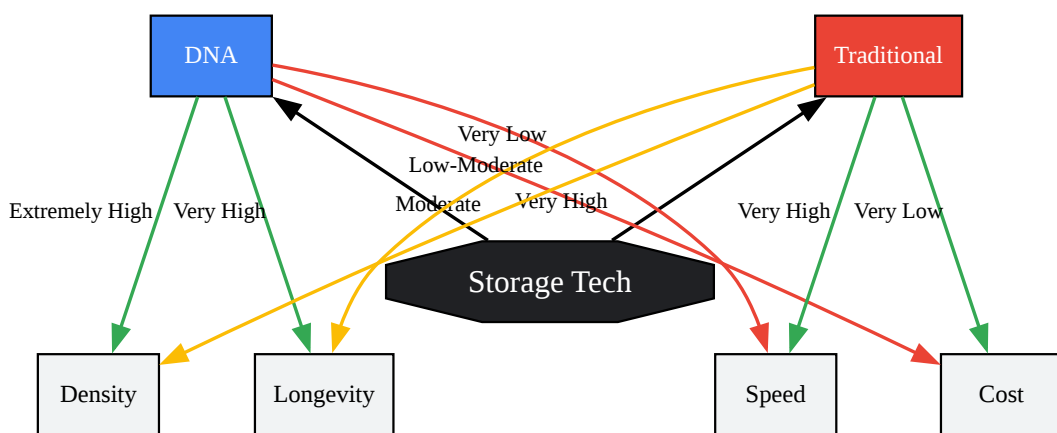 DNA
Traditional
Very Low
Low-Moderate
Moderate
Very High
Extremely High
Very High
Very High
Very Low
Storage Tech
Density
Longevity
Speed
Cost